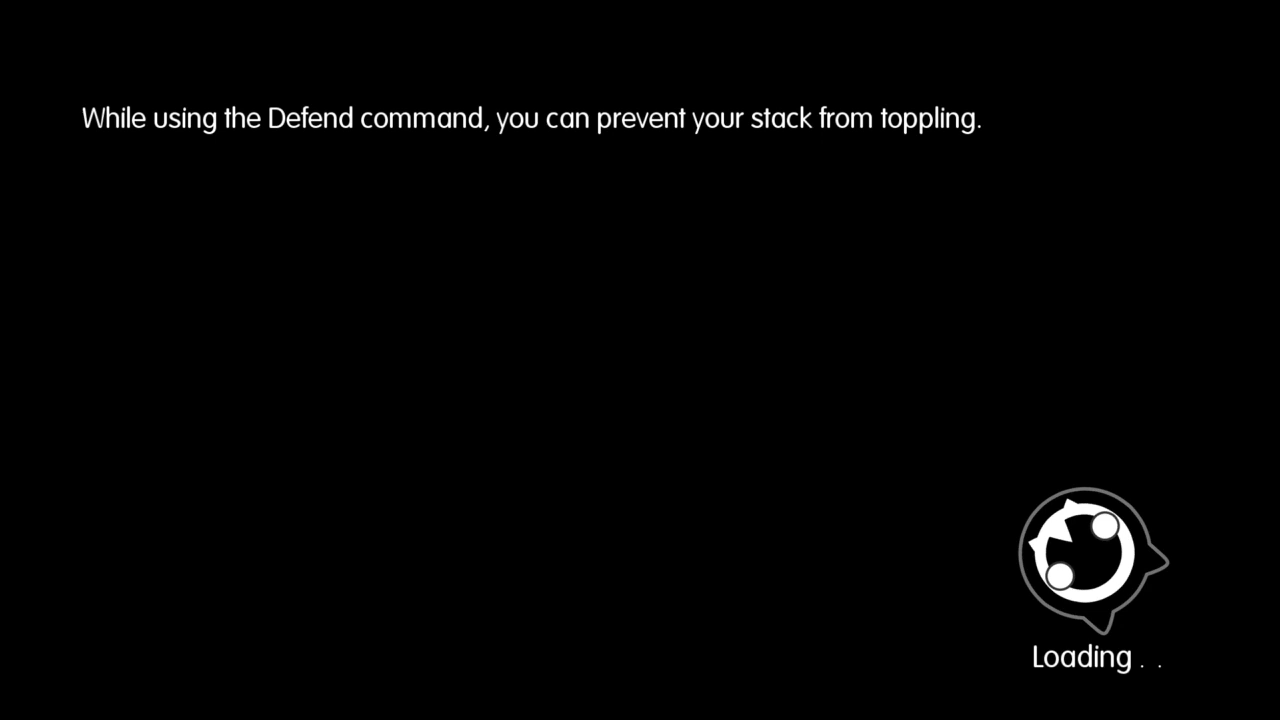 While using the Defend command, you can prevent your stack from toppling.
Loading . .